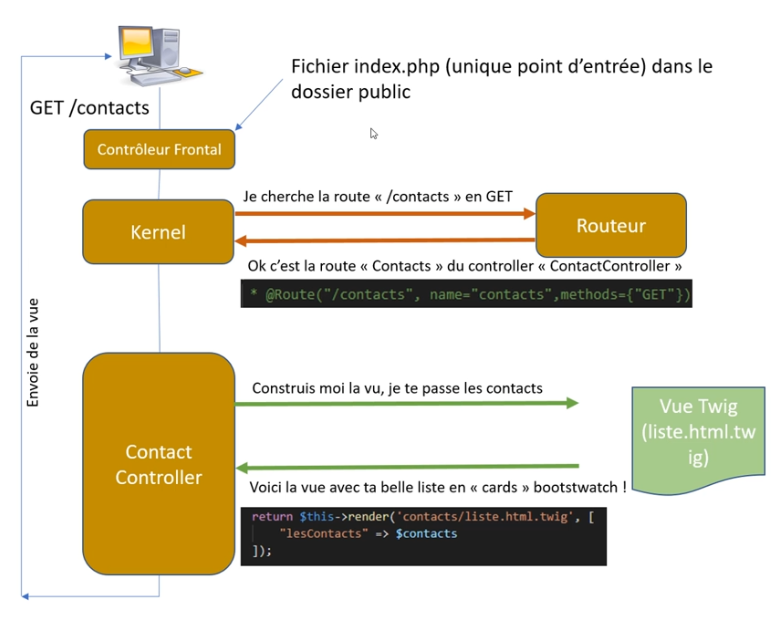 Fichier index.php (unique point d’entrée) dans le
dossier public
GET /contacts
Contrôleur Frontal
Je cherche la route « /contacts » en GET
Kernel
Routeur
Ok c’est la route « Contacts » du controller « ContactController »
* @Route("/contacts", name="contacts",methods={"GET"})
Envoie de la vue
Construis moi la vu, je te passe les contacts
Vue Twig
(liste.html.tw
ig)
Contact
Controller
Voici la vue avec ta belle liste en « cards » bootstwatch !
return $this->render('contacts/liste.html.twig', [
"lesContacts" => $contacts
]);